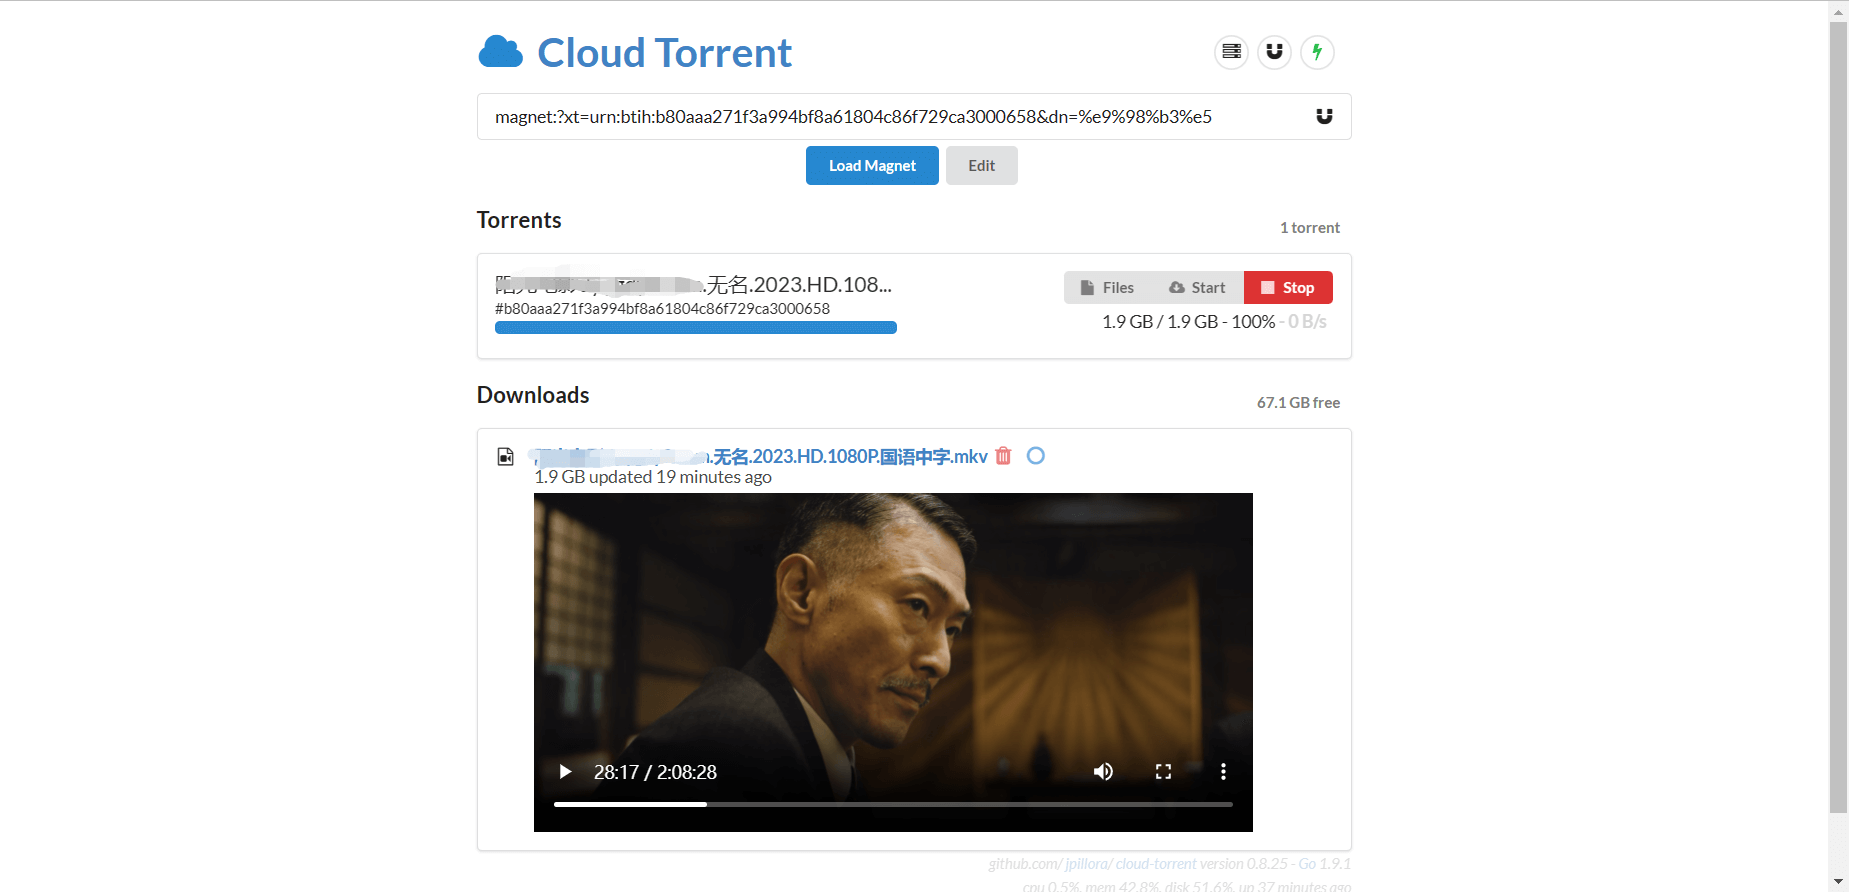 Cloud Torrent
magnet:?xt=urn:btih:b80aaa271f3a994bf8a61804c86f729ca3000658&dn=%e9%98%b3%e5
Load Magnet
Edit
Torrents
1 torrent
.无名.2023.HD.108...
#b80aaa271f3a994bf8a61804c86f729ca3000658
Files
Start
Stop
1.9 GB / 1.9 GB - 100% - 0 B/s
Downloads
67.1 GB free
.无名.2023.HD.1080P.国语中字.mkv
1.9 GB updated 19 minutes ago
28:17 / 2:08:28
github.com/ jpillora/ cloud-torrent version 0.8.25 - Go 1.9.1
cpu 0.5%, mem 42.8%, disk 51.6%, up 37 minutes ago